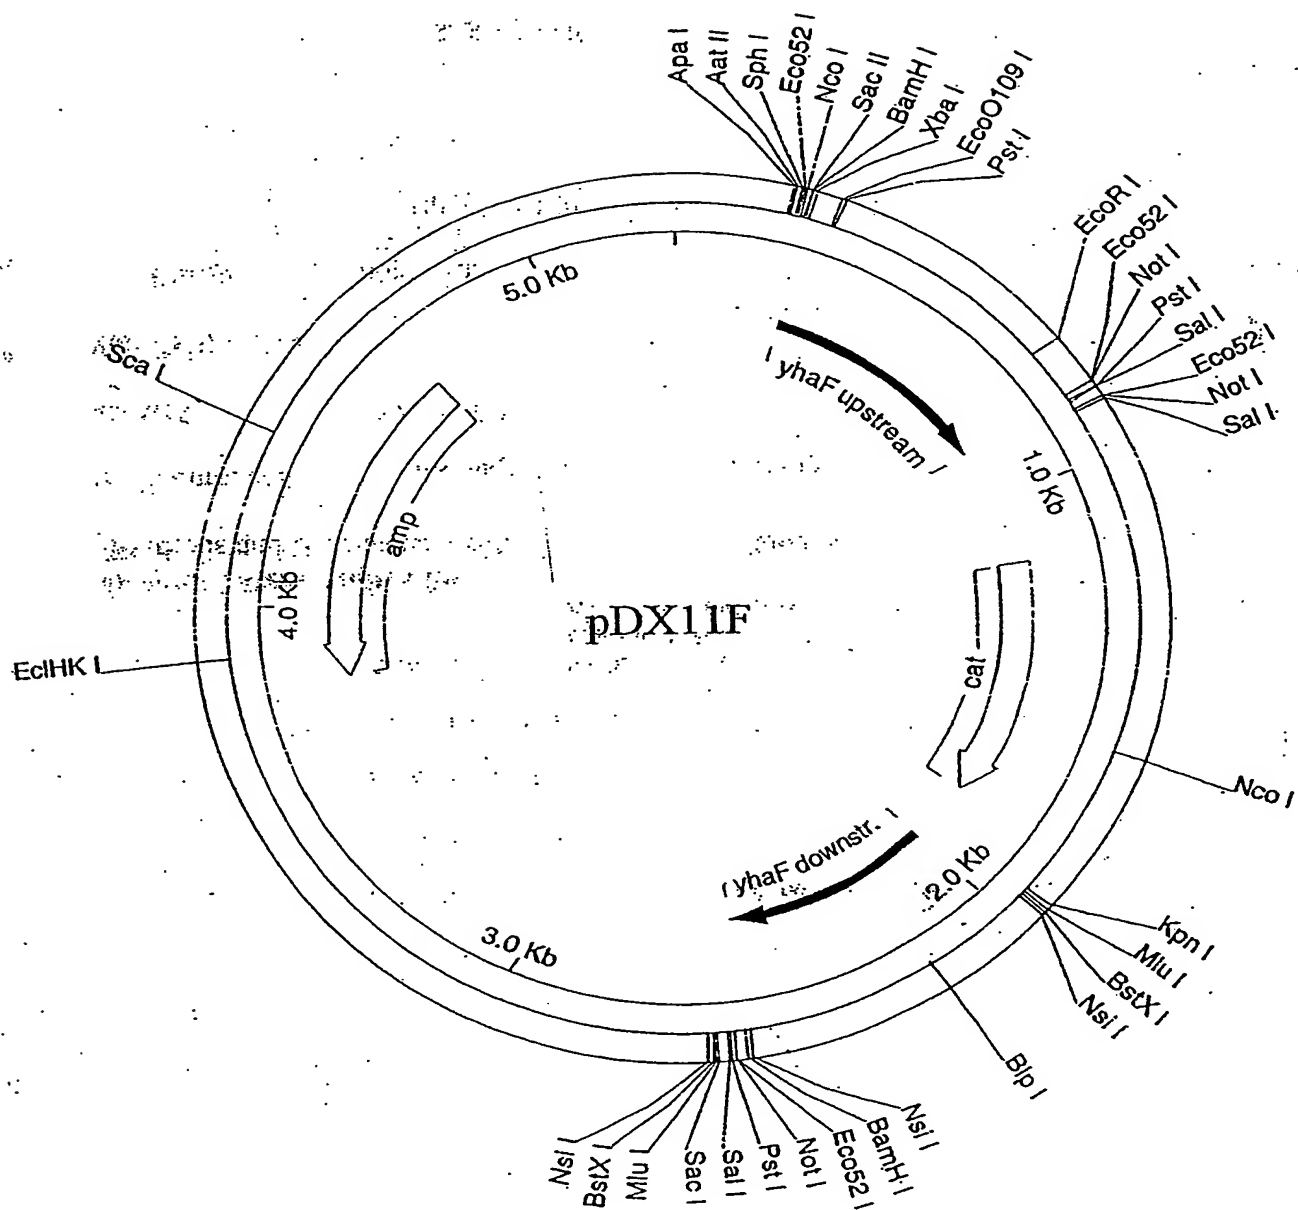 Apa I
Aat II
Sph I
Eco52 I
Nco I
Sac II
BamH I
Xba I
EcoO109 I
Pst I
EcoR I
Eco52 I
Not I
Pst I
Sal I
Eco52 I
Not I
Sal I
5.0 Kb
Sca I
yhaF upstream
1.0 Kb
amp
4.0 Kb
pDX11F
cat
EclHK I
Nco I
yhaF downstr.
2.0 Kb
3.0 Kb
Kpn I
Mlu I
BstX I
Nsi I
Blp I
NsI I
BstX I
Mlu I
Sac I
Sal I
Pst I
Not I
Eco52 I
BamH I
Nsi I